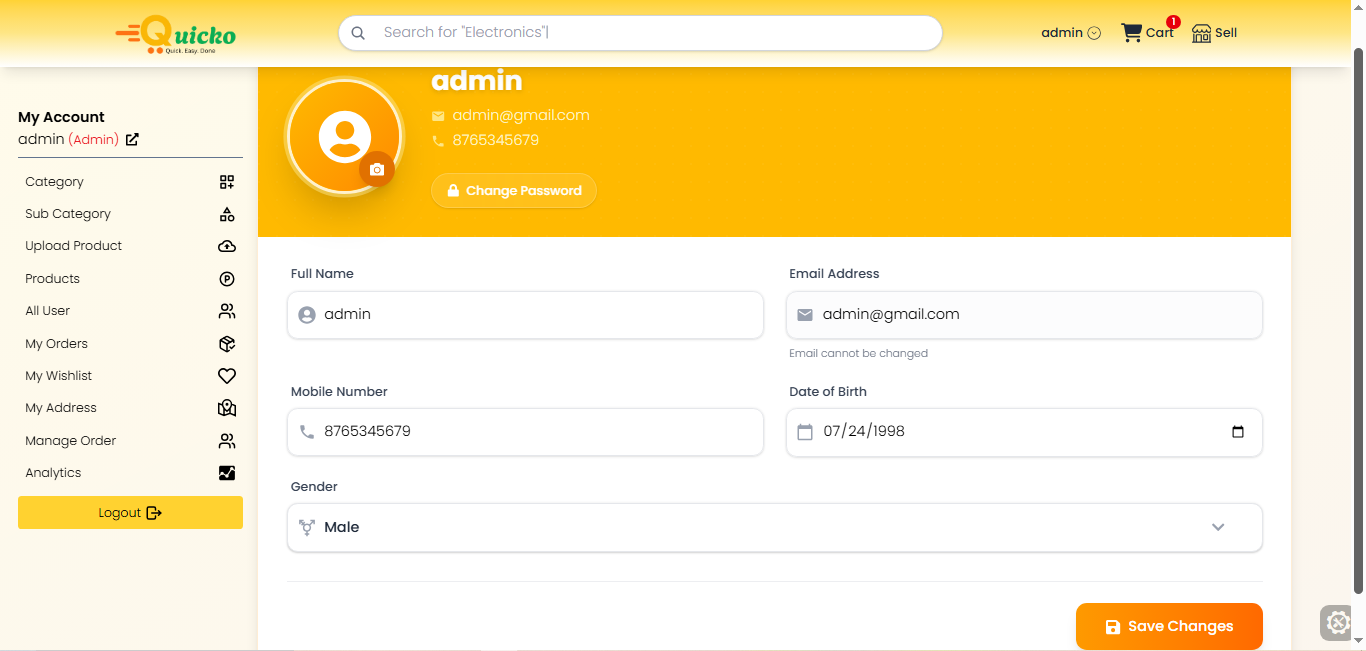 Quicko
Quick. Easy. Done
Search for "Electronics"|
admin
1
Cart
Sell
My Account
admin (Admin)
Category
Sub Category
Upload Product
Products
All User
My Orders
My Wishlist
My Address
Manage Order
Analytics
Logout
admin
admin@gmail.com
8765345679
Change Password
Full Name
admin
Email Address
admin@gmail.com
Email cannot be changed
Mobile Number
8765345679
Date of Birth
07/24/1998
Gender
Male
Save Changes